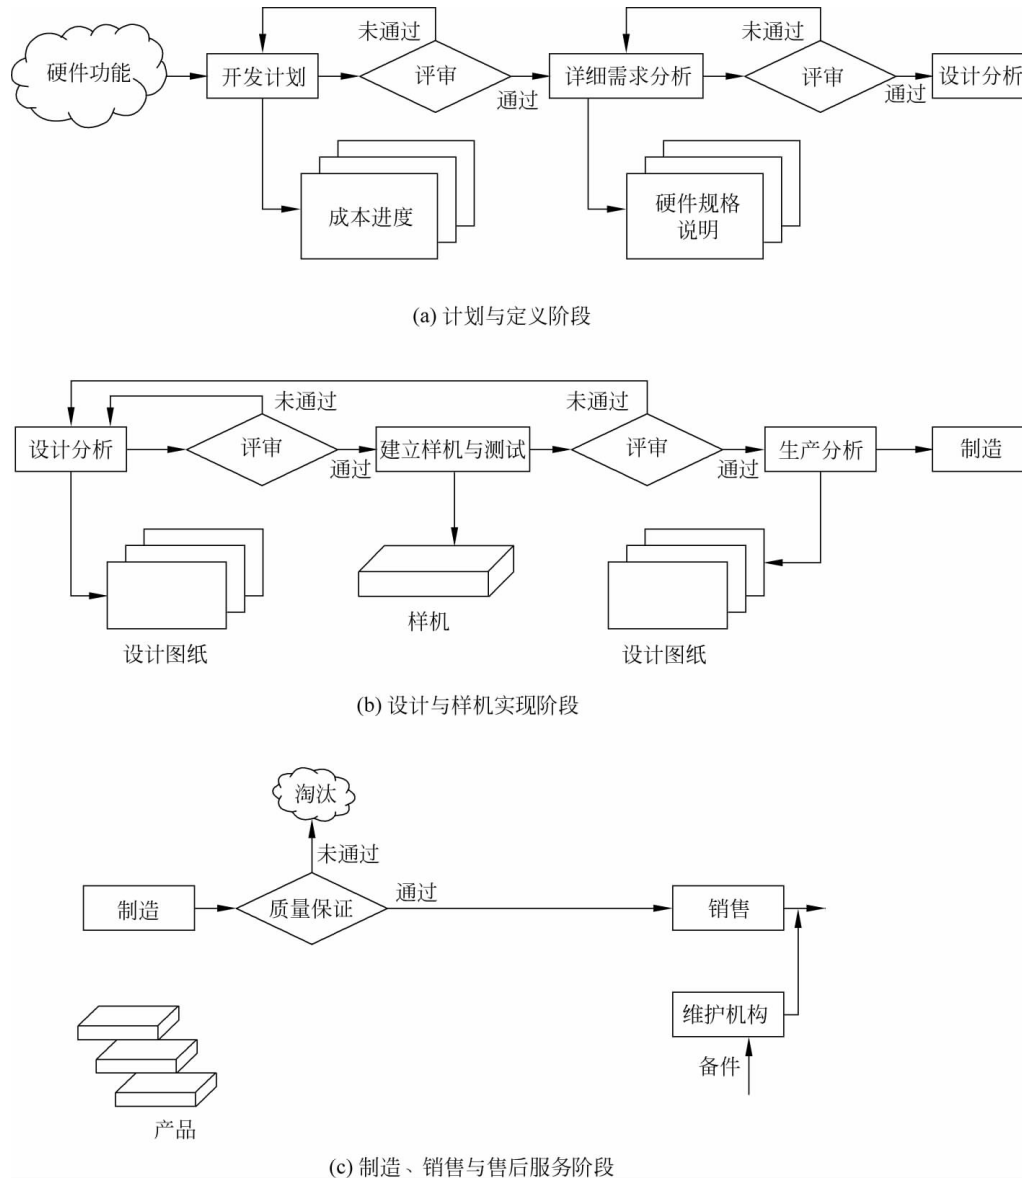 未通过
未通过
硬件功能
开发计划
评审
通过
详细需求分析
评审
通过
设计分析
成本进度
硬件规格
说明
(a) 计划与定义阶段
未通过
未通过
设计分析
评审
通过
建立样机与测试
评审
通过
生产分析
制造
样机
设计图纸
设计图纸
(b) 设计与样机实现阶段
淘汰
未通过
制造
质量保证
通过
销售
维护机构
备件
产品
(c) 制造、销售与售后服务阶段